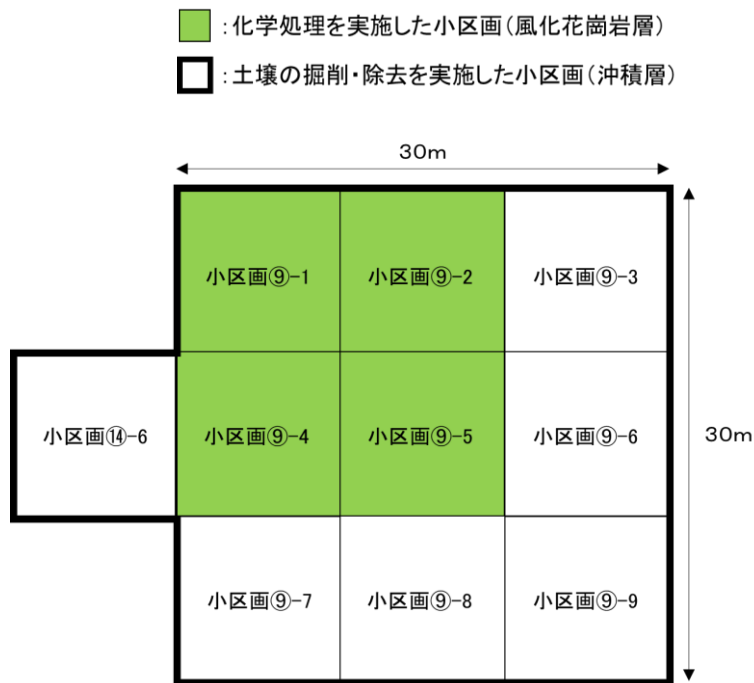 :化学処理を実施した小区画(風化花崗岩層)
:土壌の掘削・除去を実施した小区画(沖積層)
30m
小区画⑨-1
小区画⑨-2
小区画⑨-3
小区画⑭-6
小区画⑨-4
小区画⑨-5
小区画⑨-6
30m
小区画⑨-7
小区画⑨-8
小区画⑨-9